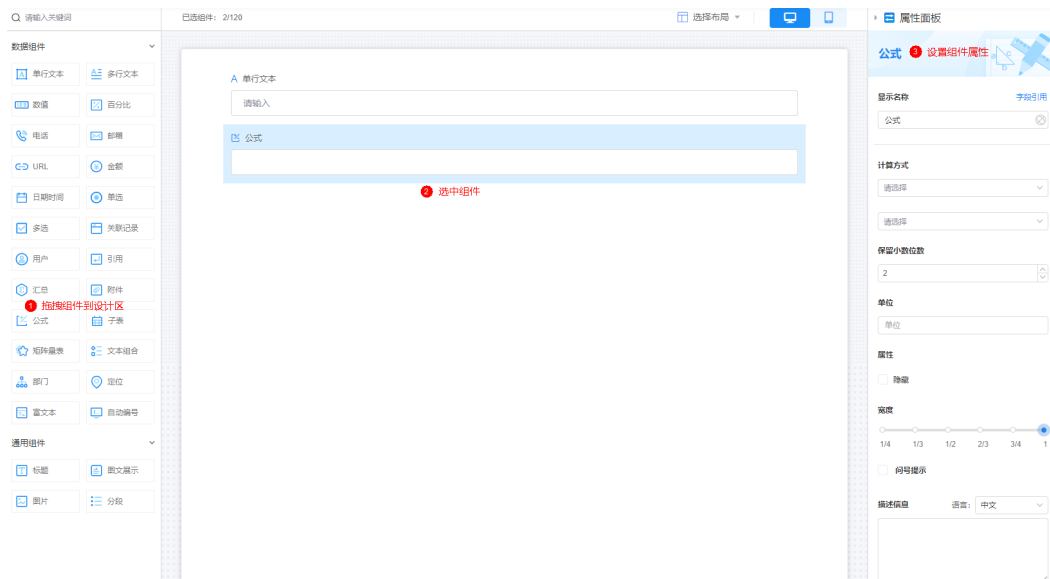 请输入关键词
已选组件：2/120
选择布局
属性面板
数据组件
单行文本
多行文本
数值
百分比
电话
邮箱
URL
金额
日期时间
单选
多选
关联记录
用户
引用
汇总
附件
1 拖拽组件到设计区
公式
子表
矩阵量表
文本组合
部门
定位
富文本
自动编号
通用组件
标题
图文展示
图片
分段
A 单行文本
请输入
公式
2 选中组件
公式
3 设置组件属性
显示名称
字段引用
公式
计算方式
请选择
请选择
保留小数位数
2
单位
单位
属性
隐藏
宽度
1/4 1/3 1/2 2/3 3/4 1
问号提示
描述信息
语言：
中文